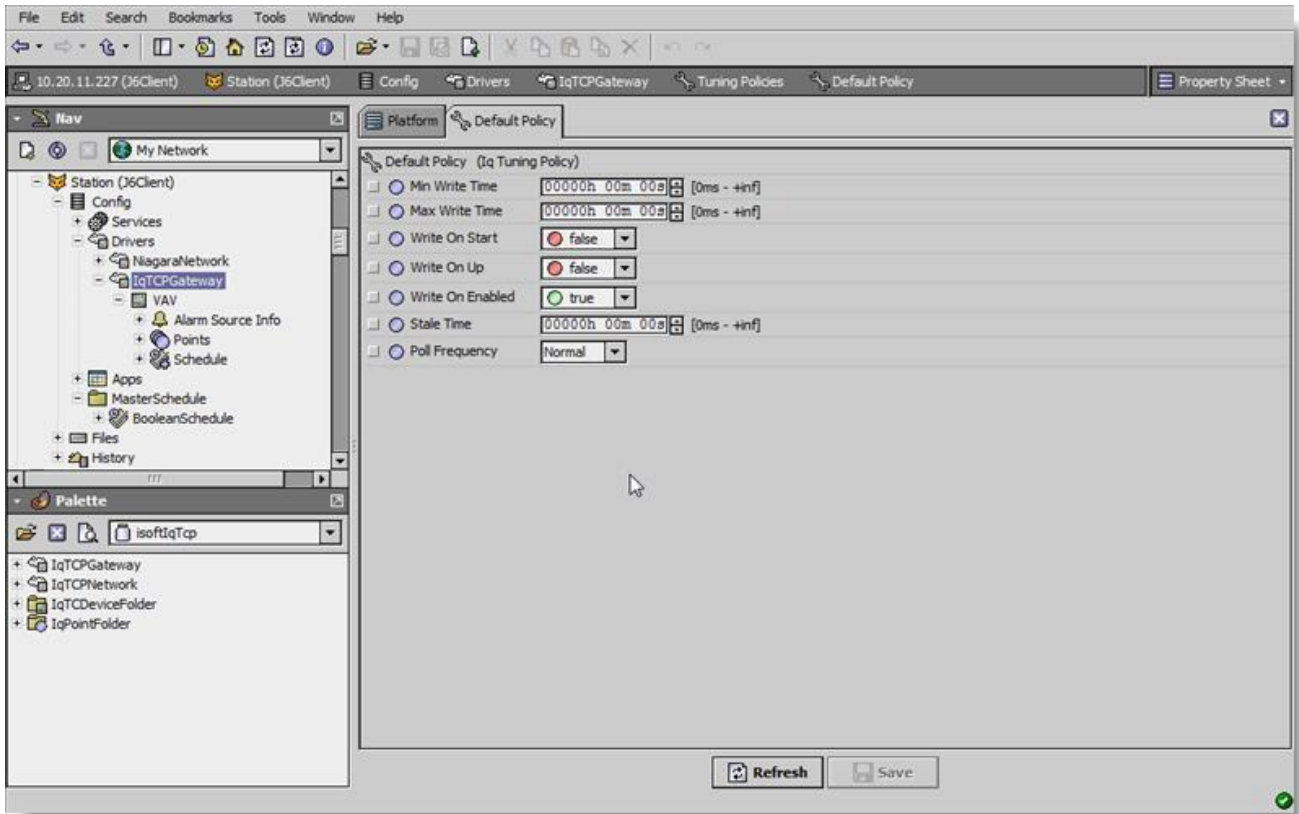 File Edit Search Bookmarks Tools Window Help
10.20.11.227 (J6Client) Station (J6Client) Config Drivers IqTCPGateway Tuning Policies Default Policy Property Sheet
Nav
My Network
Station (J6Client)
Config
Services
Drivers
NiagaraNetwork
IqTCPGateway
VAV
Alarm Source Info
Points
Schedule
Apps
MasterSchedule
BooleanSchedule
Files
History
Palette
isoftIqTcp
IqTCPGateway
IqTCPNetwork
IqTCDeviceFolder
IqPointFolder
Platform Default Policy
Default Policy (Iq Tuning Policy)
Min Write Time 00000h 00m 00s [0ms - +inf]
Max Write Time 00000h 00m 00s [0ms - +inf]
Write On Start false
Write On Up false
Write On Enabled true
Stale Time 00000h 00m 00s [0ms - +inf]
Poll Frequency Normal
Refresh Save